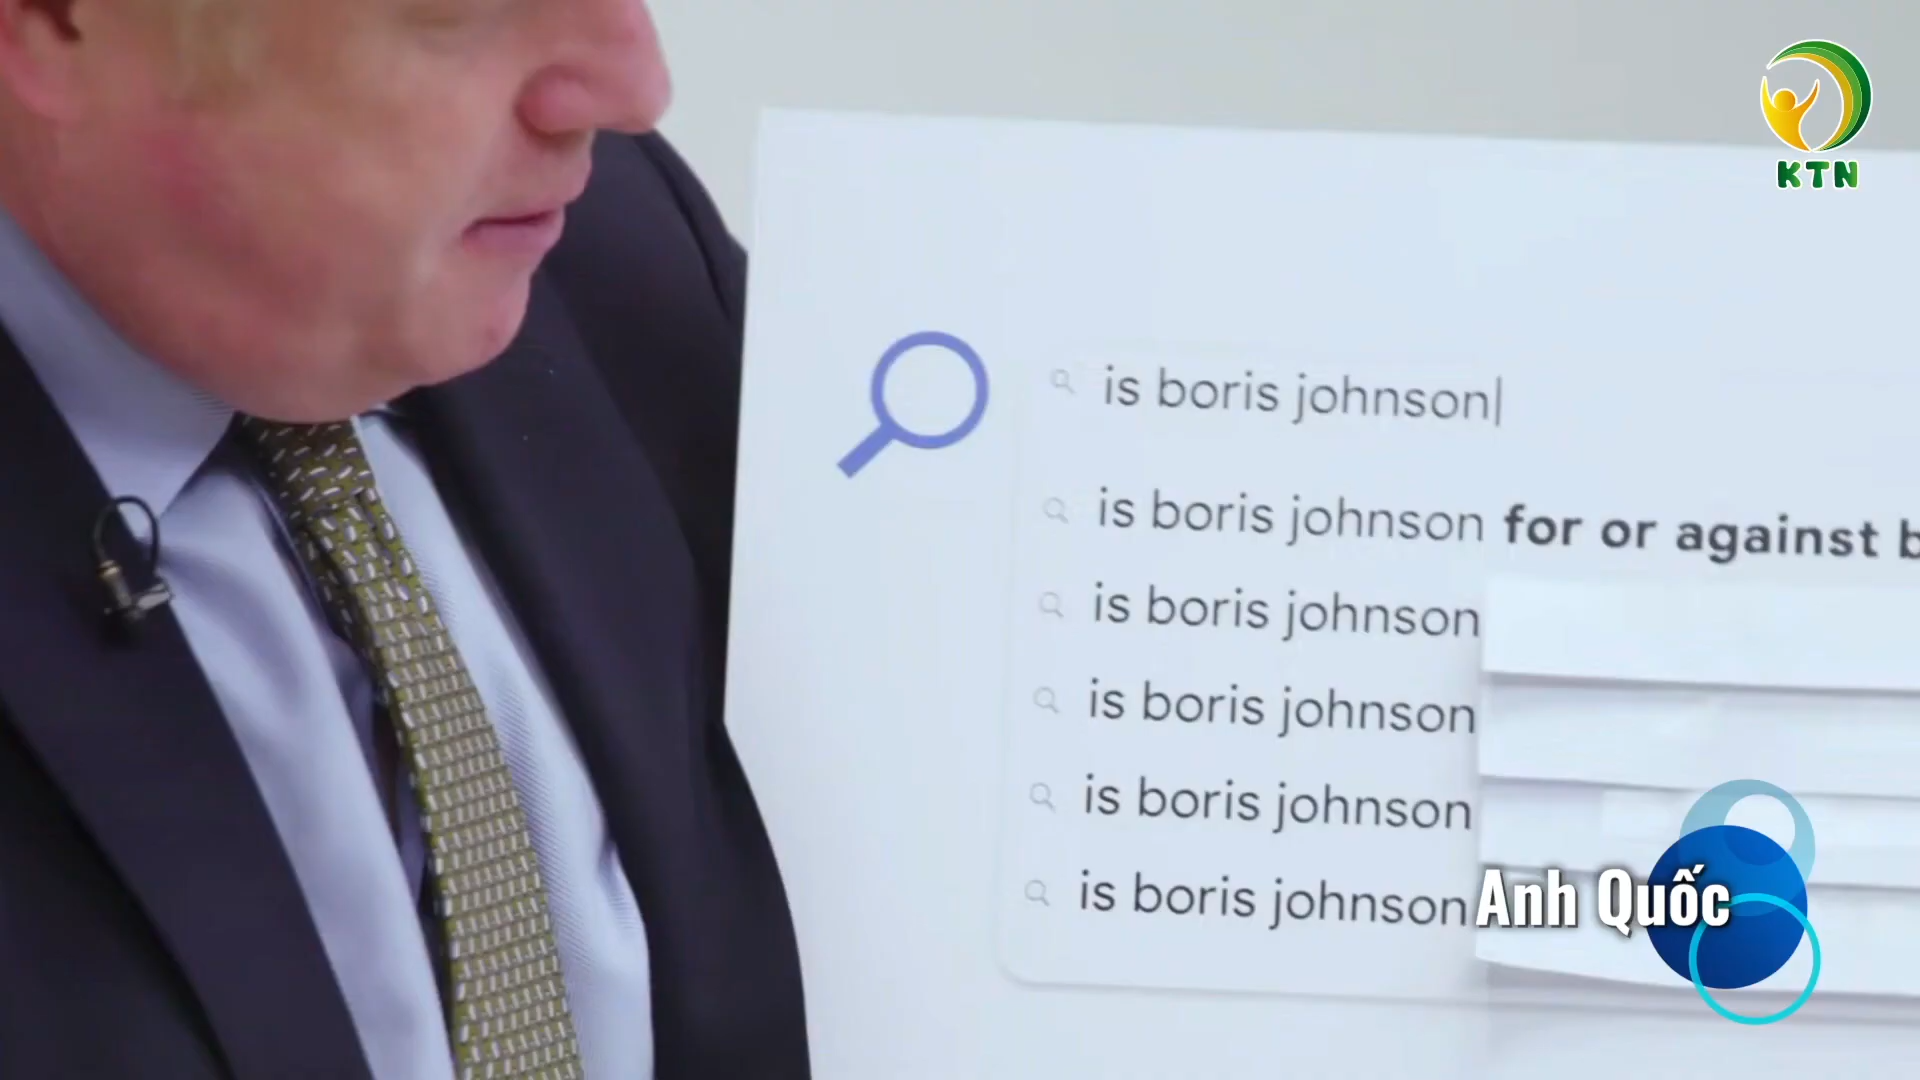 KTN
is boris johnson|
is boris johnson for or against b
is boris johnson
is boris johnson
is boris johnson
is boris johnson
Anh Quốc